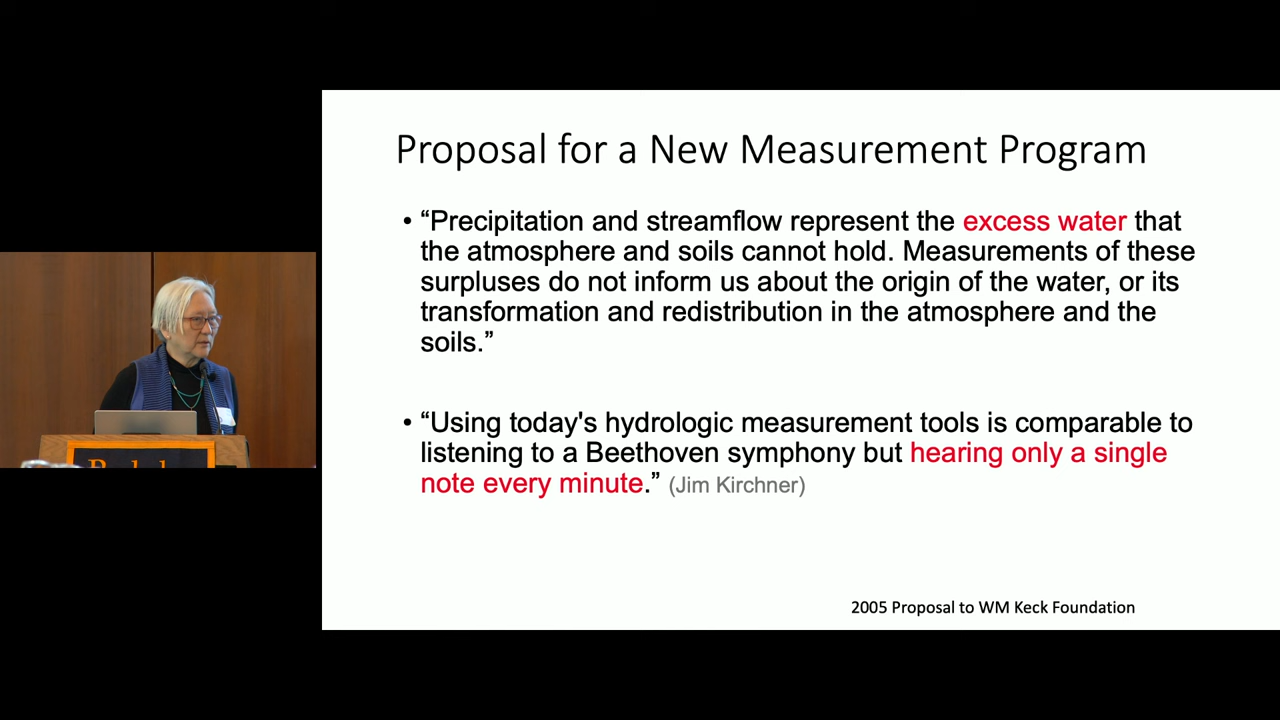 Proposal for a New Measurement Program
• “Precipitation and streamflow represent the excess water that
the atmosphere and soils cannot hold. Measurements of these
surpluses do not inform us about the origin of the water, or its
transformation and redistribution in the atmosphere and the
soils.”
• “Using today's hydrologic measurement tools is comparable to
listening to a Beethoven symphony but hearing only a single
note every minute.” (Jim Kirchner)
2005 Proposal to WM Keck Foundation